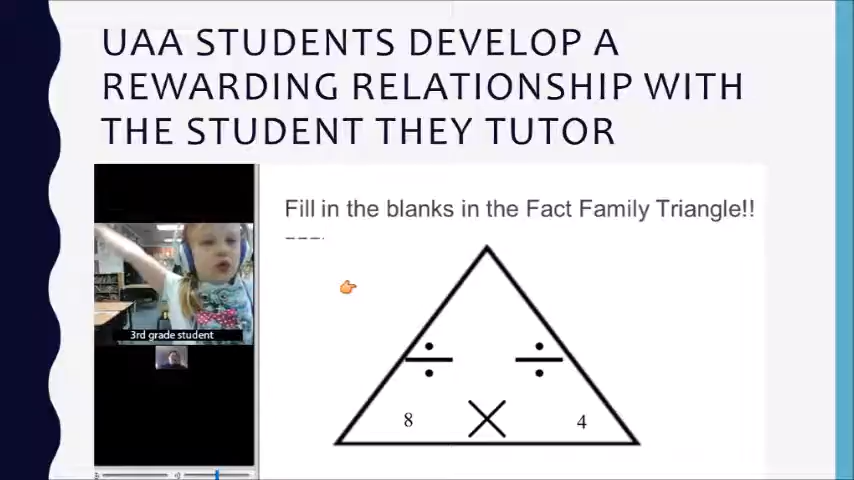 UAA STUDENTS DEVELOP A
REWARDING RELATIONSHIP WITH
THE STUDENT THEY TUTOR
Fill in the blanks in the Fact Family Triangle!!
3rd grade student
÷ ÷
8 × 4